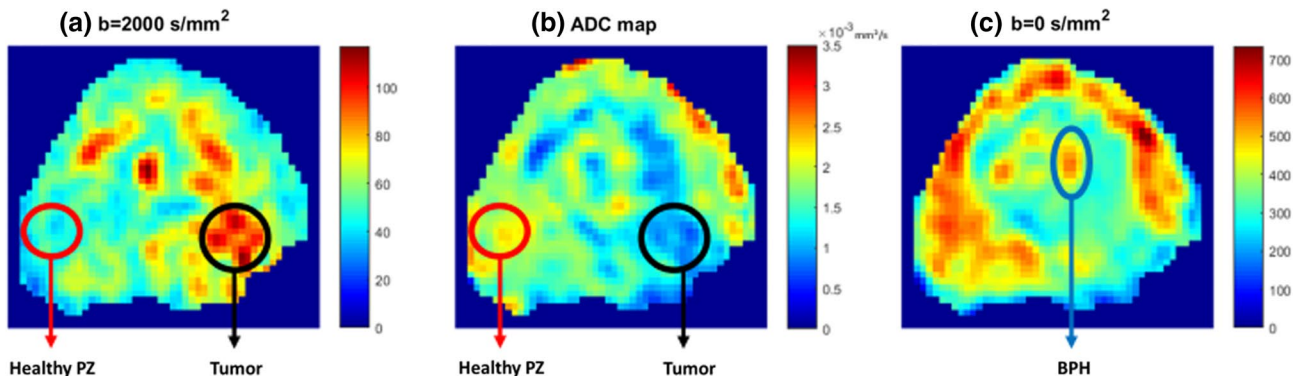 (a) b=2000 s/mm²
100
80
60
40
20
0
Healthy PZ
Tumor
(b) ADC map
×10⁻³ mm²/s
3.5
3
2.5
2
1.5
1
0.5
0
Healthy PZ
Tumor
(c) b=0 s/mm²
700
600
500
400
300
200
100
0
BPH